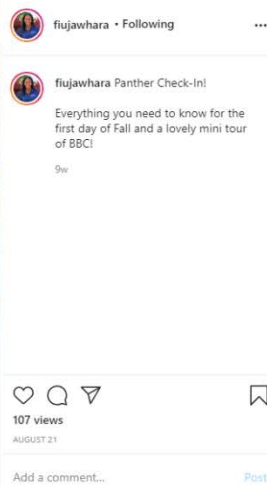 fiujawhara • Following
fiujawhara Panther Check-In!
Everything you need to know for the
first day of Fall and a lovely mini tour
of BBC!
9w
107 views
AUGUST 21
Add a comment...
Post